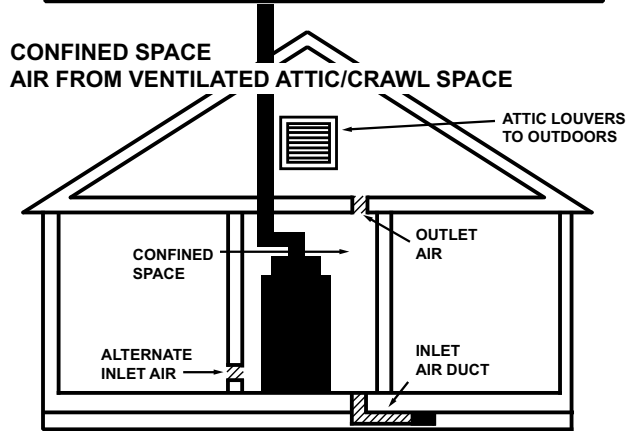 CONFINED SPACE
AIR FROM VENTILATED ATTIC/CRAWL SPACE
ATTIC LOUVERS
TO OUTDOORS
OUTLET
AIR
CONFINED
SPACE
ALTERNATE
INLET AIR
INLET
AIR DUCT